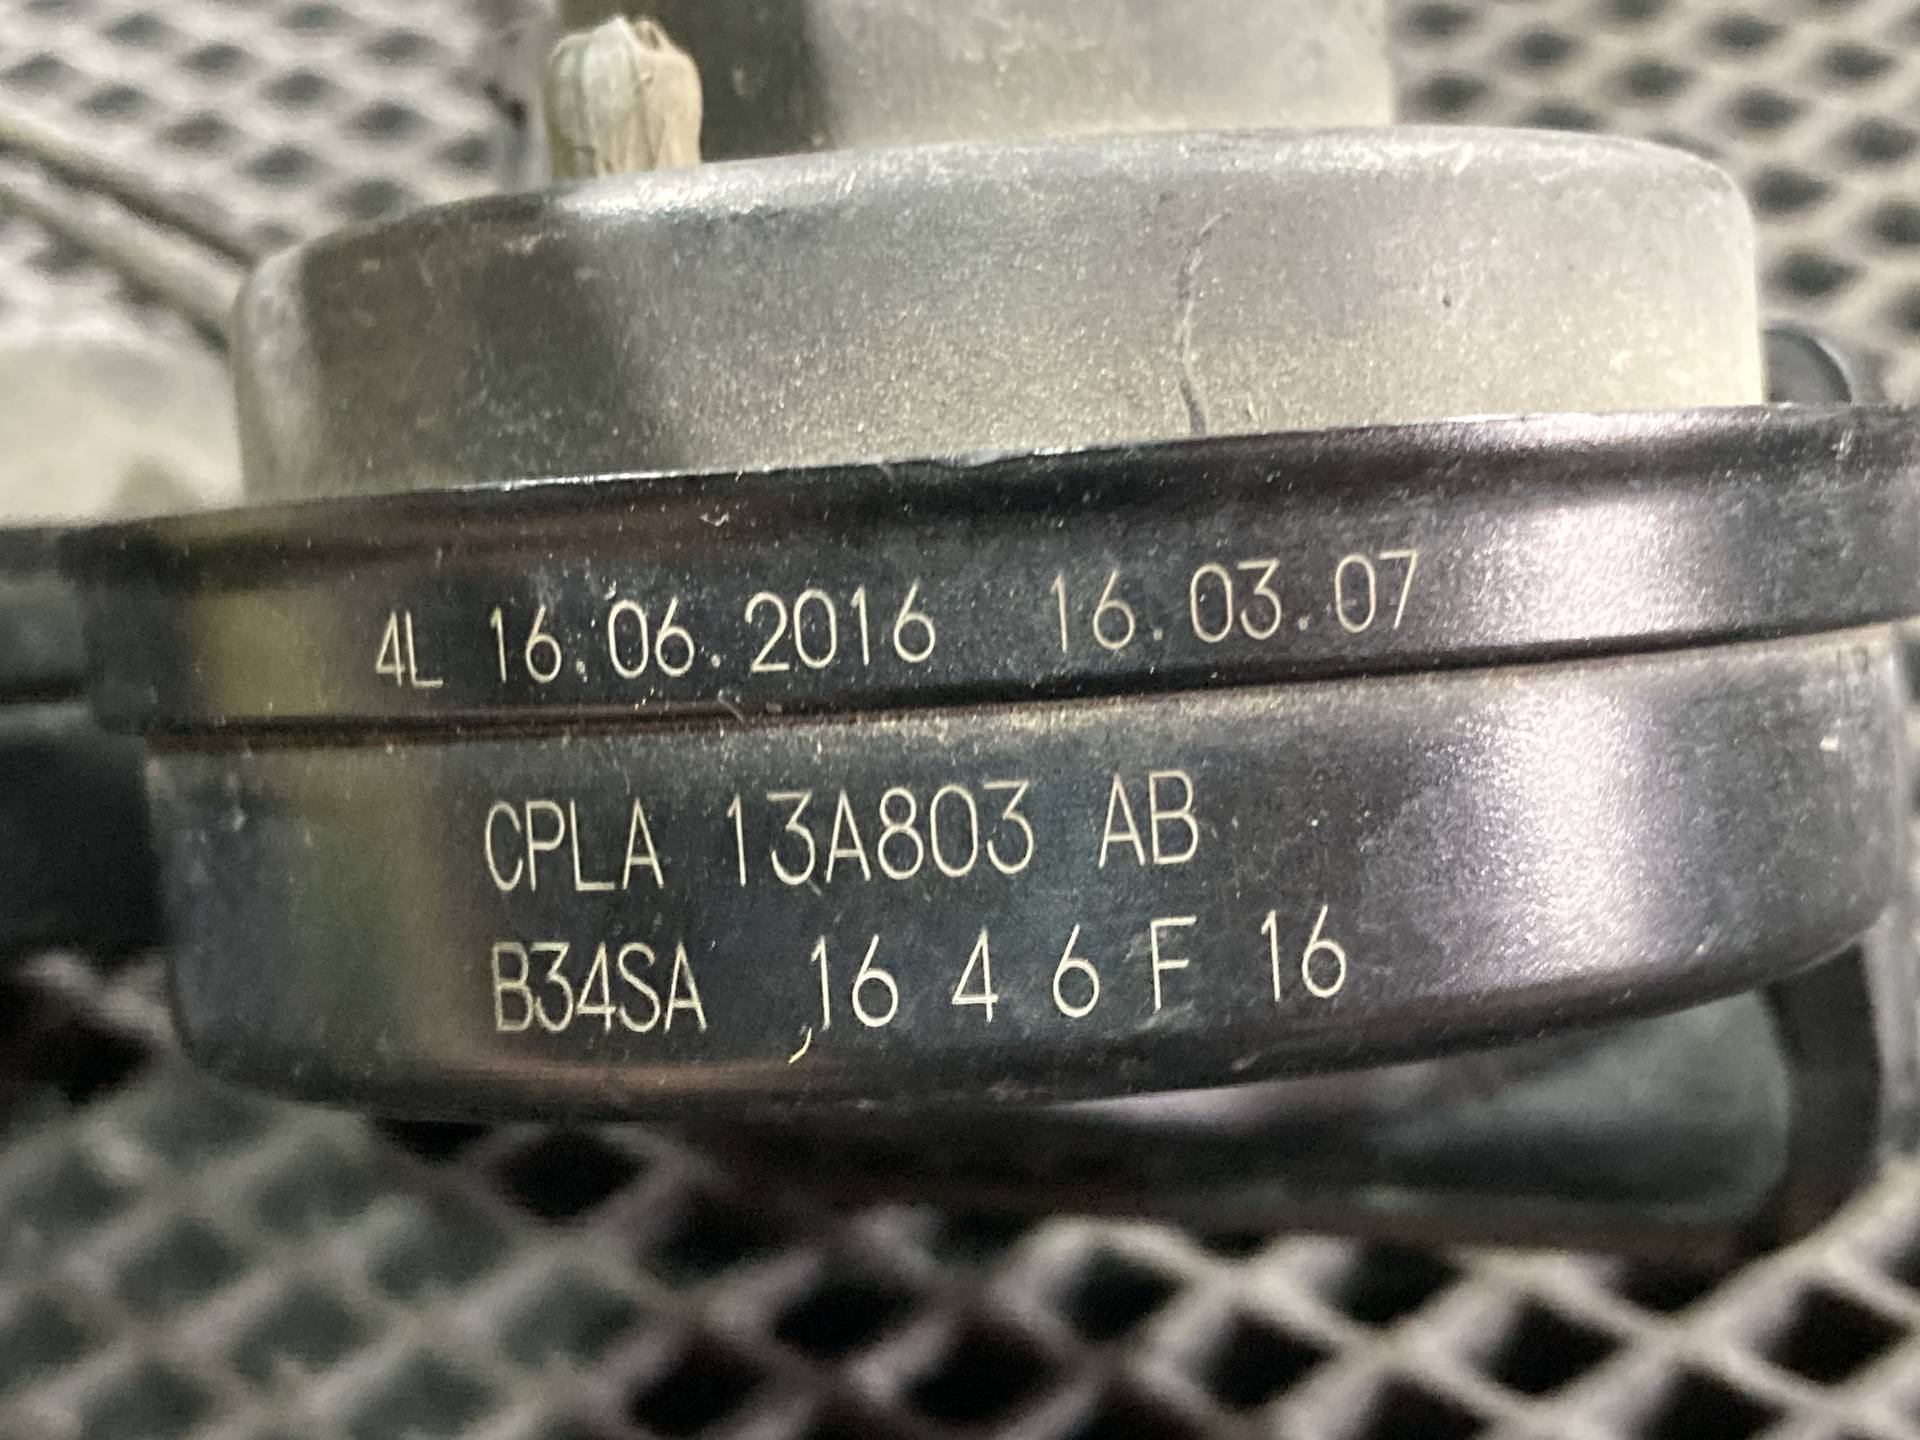 4L 16.06.2016 16.03.07
CPLA 13A803 AB
B34SA 16 4 6 F 16